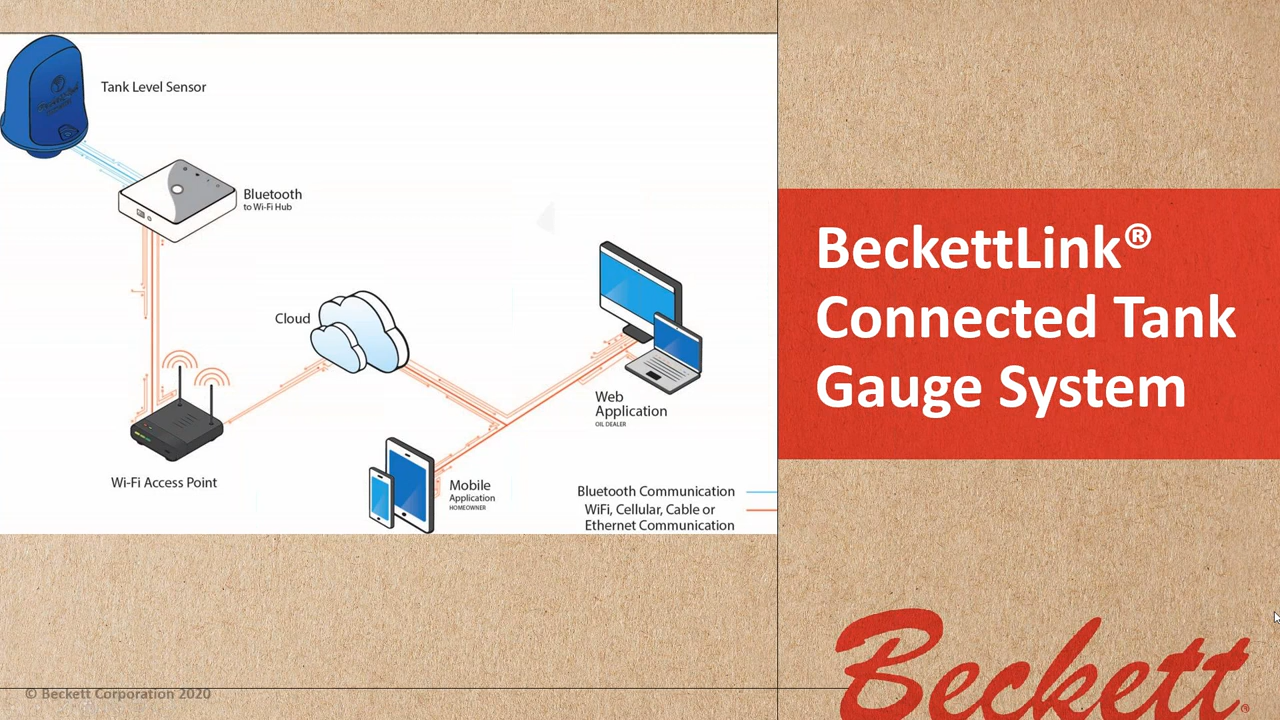 Tank Level Sensor
Bluetooth
to Wi-Fi Hub
Cloud
Wi-Fi Access Point
Web
Application
OIL DEALER
Mobile
Application
HOMEOWNER
Bluetooth Communication
WiFi, Cellular, Cable or
Ethernet Communication
BeckettLink®
Connected Tank
Gauge System
© Beckett Corporation 2020
Beckett®